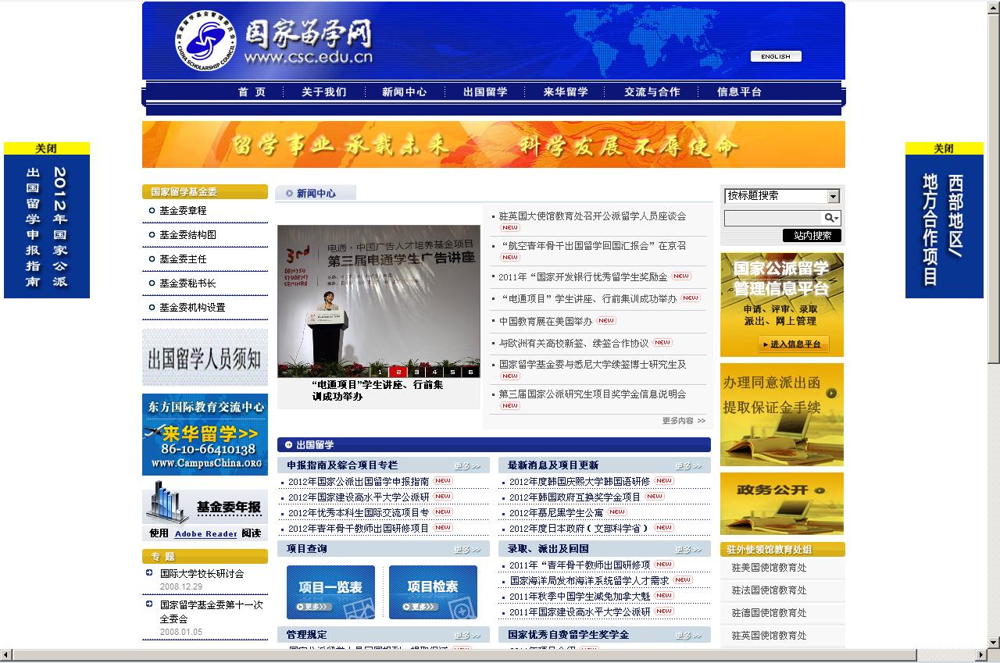 国家留学基金管理委员会
CHINA SCHOLARSHIP COUNCIL
国家留学网
www.csc.edu.cn
ENGLISH
首 页
关于我们
新闻中心
出国留学
来华留学
交流与合作
信息平台
留学事业 承载未来 科学发展 不辱使命
关闭
2012年国家公派
出国留学申报指南
关闭
西部地区/
地方合作项目
国家留学基金委
基金委章程
基金委结构图
基金委主任
基金委秘书长
基金委机构设置
出国留学人员须知
东方国际教育交流中心
来华留学>>
86-10-66410138
www.CampusChina.org
基金委年报
使用 Adobe Reader 阅读
专 题
国际大学校长研讨会
2008.12.29
国家留学基金委第十一次
全委会
2008.01.05
新闻中心
3rd
DENTSU
STUDENT
SEMINAR
电通·中国广告人才培养基金项目
第三届电通学生广告讲座
1 2 3 4 5 6
“电通项目”学生讲座、行前集
训成功举办
驻英国大使馆教育处召开公派留学人员座谈会
NEW
“航空青年骨干出国留学回国汇报会”在京召
NEW
2011年“国家开发银行优秀留学生奖励金 NEW
“电通项目”学生讲座、行前集训成功举办 NEW
中国教育展在美国举办 NEW
与欧洲有关高校新签、续签合作协议 NEW
国家留学基金委与悉尼大学续签博士研究生及
NEW
第三届国家公派研究生项目奖学金信息说明会
NEW
更多内容 >>
出国留学
申报指南及综合项目专栏 更多>>
2012年国家公派出国留学申报指南 NEW
2012年国家建设高水平大学公派研 NEW
2012年优秀本科生国际交流项目专 NEW
2012年青年骨干教师出国研修项目 NEW
最新消息及项目更新 更多>>
2012年度韩国庆熙大学韩国语研修 NEW
2012年韩国政府互换奖学金项目 NEW
2012年慕尼黑学生公寓 NEW
2012年度日本政府（文部科学省） NEW
项目查询 更多>>
项目一览表
更多>>
项目检索
更多>>
录取、派出及回国 更多>>
2011年“青年骨干教师出国研修项 NEW
国家海洋局发布海洋系统留学人才需求 NEW
2011年秋季中国学生减免加拿大魁 NEW
2011年国家建设高水平大学公派研 NEW
管理规定 更多>>
国家优秀自费留学生奖学金 更多>>
按标题搜索
站内搜索
国家公派留学
管理信息平台
申请、评审、录取
派出、网上管理
进入信息平台
办理同意派出函
提取保证金手续
政务公开
驻外使领馆教育处组
驻美国使馆教育处
驻法国使馆教育处
驻德国使馆教育处
驻英国使馆教育处